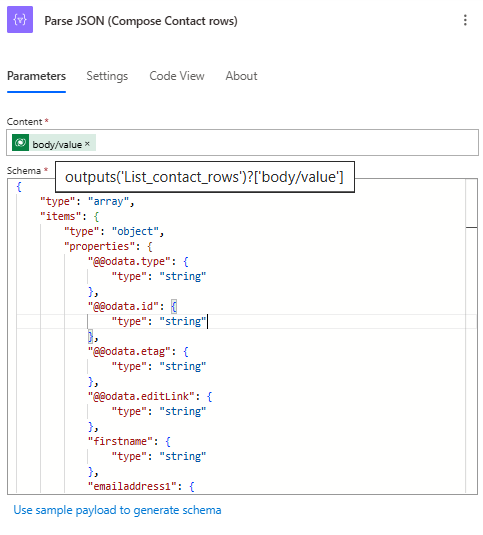 {v} Parse JSON (Compose Contact rows)
Parameters Settings Code View About
Content *
body/value ×
Schema *
outputs('List_contact_rows')?['body/value']
{
    "type": "array",
    "items": {
        "type": "object",
        "properties": {
            "@@odata.type": {
                "type": "string"
            },
            "@@odata.id": {
                "type": "string"
            },
            "@@odata.etag": {
                "type": "string"
            },
            "@@odata.editLink": {
                "type": "string"
            },
            "firstname": {
                "type": "string"
            },
            "emailaddress1": {
Use sample payload to generate schema